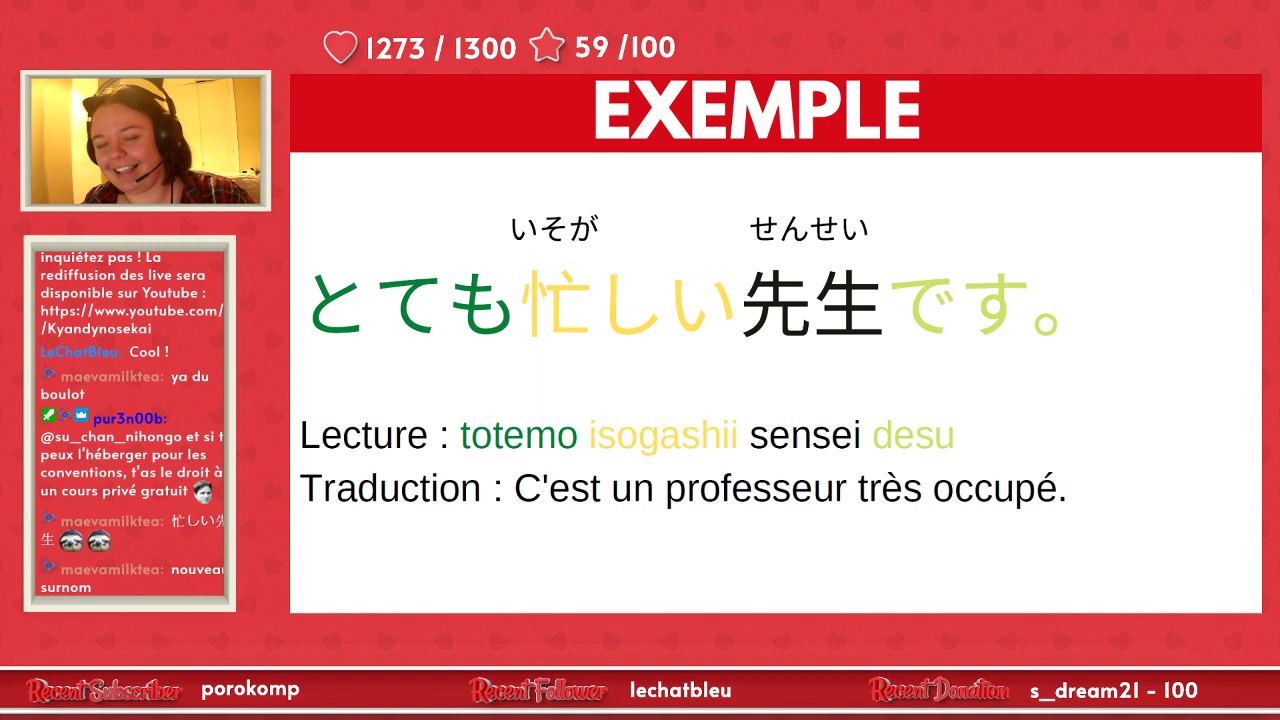 1273 / 1300 59 /100
EXEMPLE
いそが せんせい
とても忙しい先生です。
Lecture : totemo isogashii sensei desu
Traduction : C'est un professeur très occupé.
inquiétez pas ! La
rediffusion des live sera
disponible sur Youtube :
https://www.youtube.com/
/Kyandynosekai
LeChatBleu: Cool !
maevamilktea: ya du
boulot
pur3n00b:
@su_chan_nihongo et si t
peux l'héberger pour les
conventions, t'as le droit à
un cours privé gratuit
maevamilktea: 忙しい先
生
maevamilktea: nouveau
surnom
Recent Subscriber porokomp
Recent Follower lechatbleu
Recent Donation s_dream21 - 100